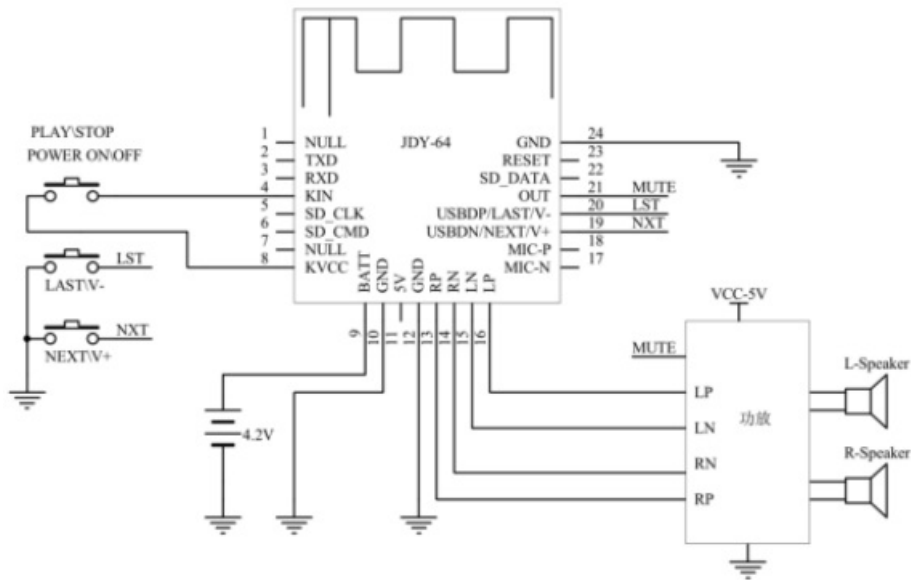 PLAY\STOP
POWER ON\OFF
LST
LAST\V-
NXT
NEXT\V+
JDY-64
1 NULL
2 TXD
3 RXD
4 KIN
5 SD_CLK
6 SD_CMD
7 NULL
8 KVCC
GND 24
RESET 23
SD_DATA 22
OUT 21 MUTE
USBDP/LAST/V- 20 LST
USBDN/NEXT/V+ 19 NXT
MIC-P 18
MIC-N 17
BATT 9
GND 10
5V 11
GND 12
RP 13
RN 14
LN 15
LP 16
4.2V
VCC-5V
MUTE
LP
LN
RN
RP
功放
L-Speaker
R-Speaker